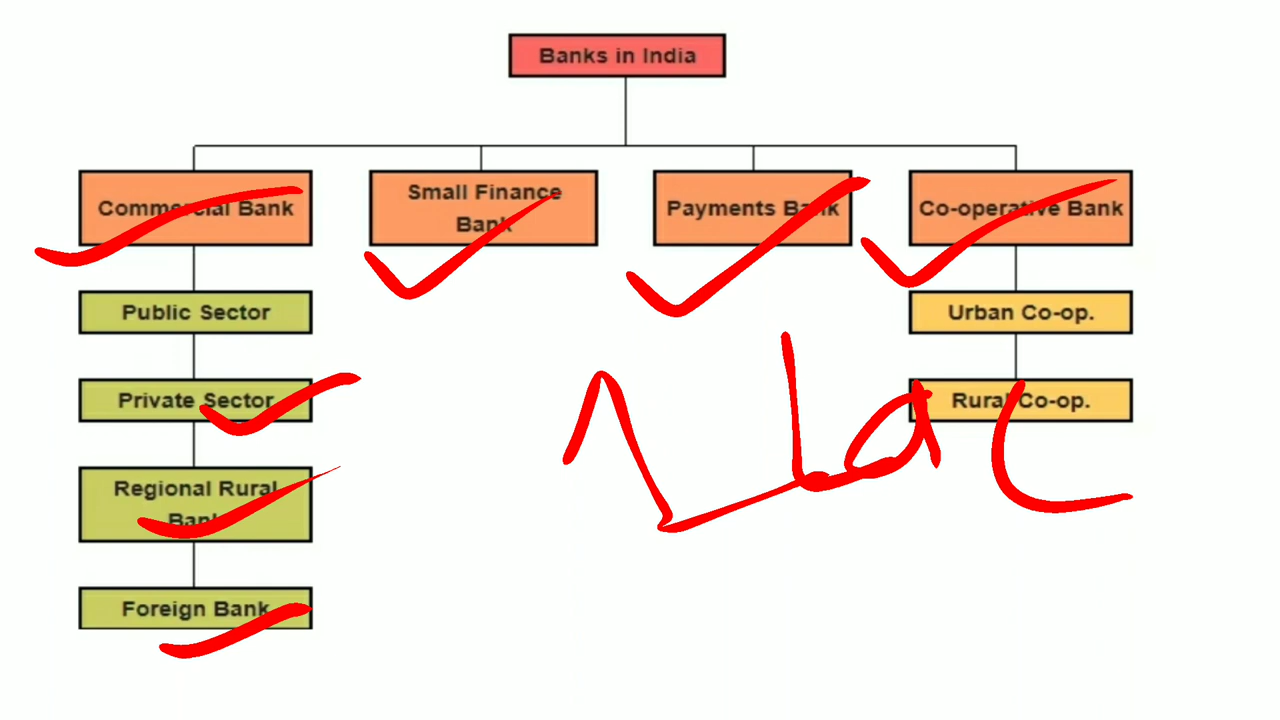 Banks in India
Commercial Bank
Small Finance
Bank
Payments Bank
Co-operative Bank
Public Sector
Urban Co-op.
Private Sector
Rural Co-op.
Regional Rural
Bank
Foreign Bank
lac